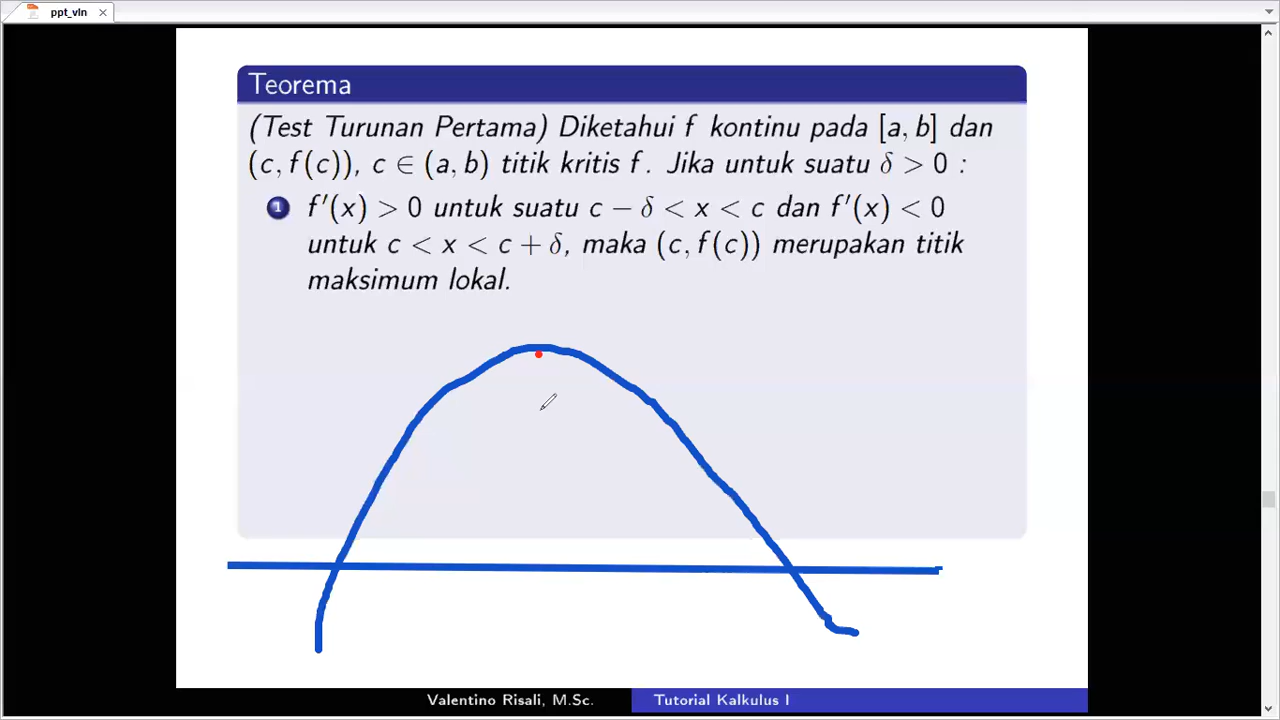 ppt_vln
Teorema
(Test Turunan Pertama) Diketahui f kontinu pada [a, b] dan
(c, f(c)), c ∈ (a, b) titik kritis f. Jika untuk suatu δ > 0 :
1 f′(x) > 0 untuk suatu c − δ < x < c dan f′(x) < 0
untuk c < x < c + δ, maka (c, f(c)) merupakan titik
maksimum lokal.
Valentino Risali, M.Sc. Tutorial Kalkulus I